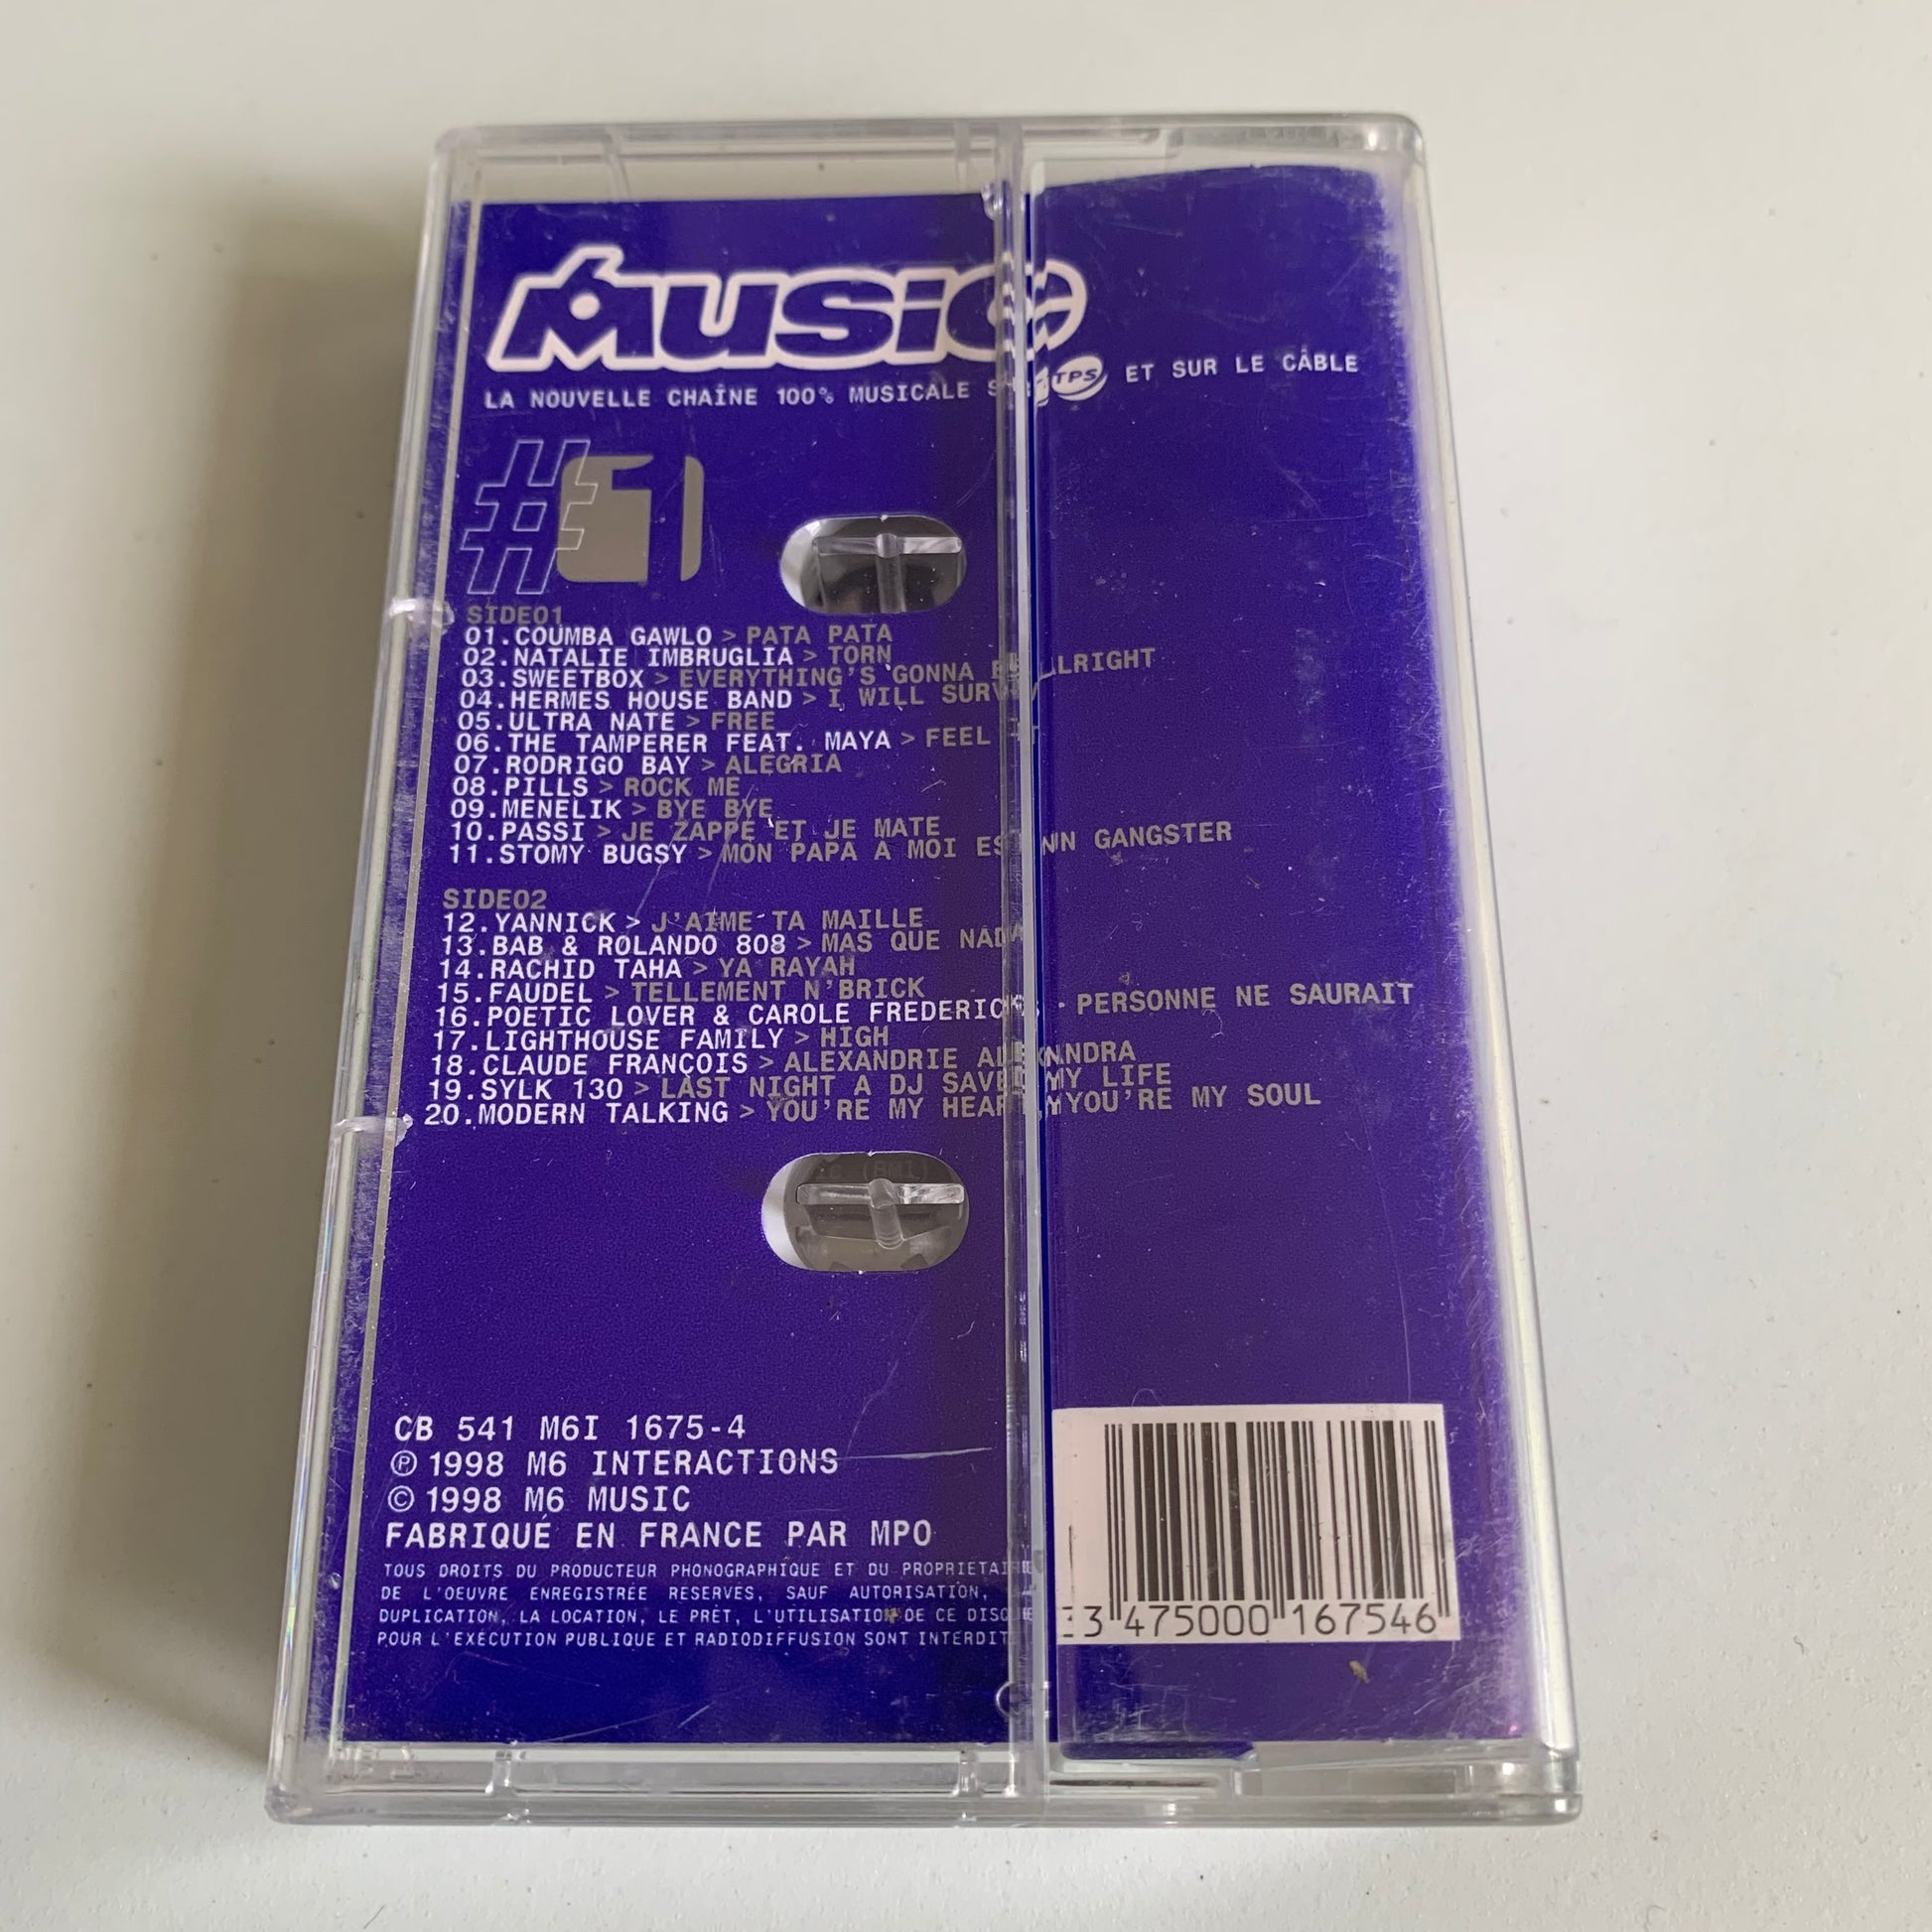 M6 MUSIC
LA NOUVELLE CHAÎNE 100% MUSICALE SUR TPS ET SUR LE CÂBLE
#1
SIDE01
01.COUMBA GAWLO > PATA PATA
02.NATALIE IMBRUGLIA > TORN
03.SWEETBOX > EVERYTHING'S GONNA BE ALLRIGHT
04.HERMES HOUSE BAND > I WILL SURV
05.ULTRA NATE > FREE
06.THE TAMPERER FEAT. MAYA > FEEL IT
07.RODRIGO BAY > ALEGRIA
08.PILLS > ROCK ME
09.MENELIK > BYE BYE
10.PASSI > JE ZAPPE ET JE MATE
11.STOMY BUGSY > MON PAPA A MOI EST UN GANGSTER
SIDE02
12.YANNICK > J'AIME TA MAILLE
13.BAB & ROLANDO 808 > MAS QUE NADA
14.RACHID TAHA > YA RAYAH
15.FAUDEL > TELLEMENT N'BRICK
16.POETIC LOVER & CAROLE FREDERICKS > PERSONNE NE SAURAIT
17.LIGHTHOUSE FAMILY > HIGH
18.CLAUDE FRANÇOIS > ALEXANDRIE ALEXANDRA
19.SYLK 130 > LAST NIGHT A DJ SAVED MY LIFE
20.MODERN TALKING > YOU'RE MY HEART, YOU'RE MY SOUL
(BMI)
CB 541 M6I 1675-4
℗ 1998 M6 INTERACTIONS
© 1998 M6 MUSIC
FABRIQUÉ EN FRANCE PAR MPO
TOUS DROITS DU PRODUCTEUR PHONOGRAPHIQUE ET DU PROPRIETAIRE
DE L'OEUVRE ENREGISTRÉE RESERVES, SAUF AUTORISATION,
DUPLICATION, LA LOCATION, LE PRÊT, L'UTILISATION DE CE DISQUE
POUR L'EXÉCUTION PUBLIQUE ET RADIODIFFUSION SONT INTERDIT
3 475000 167546